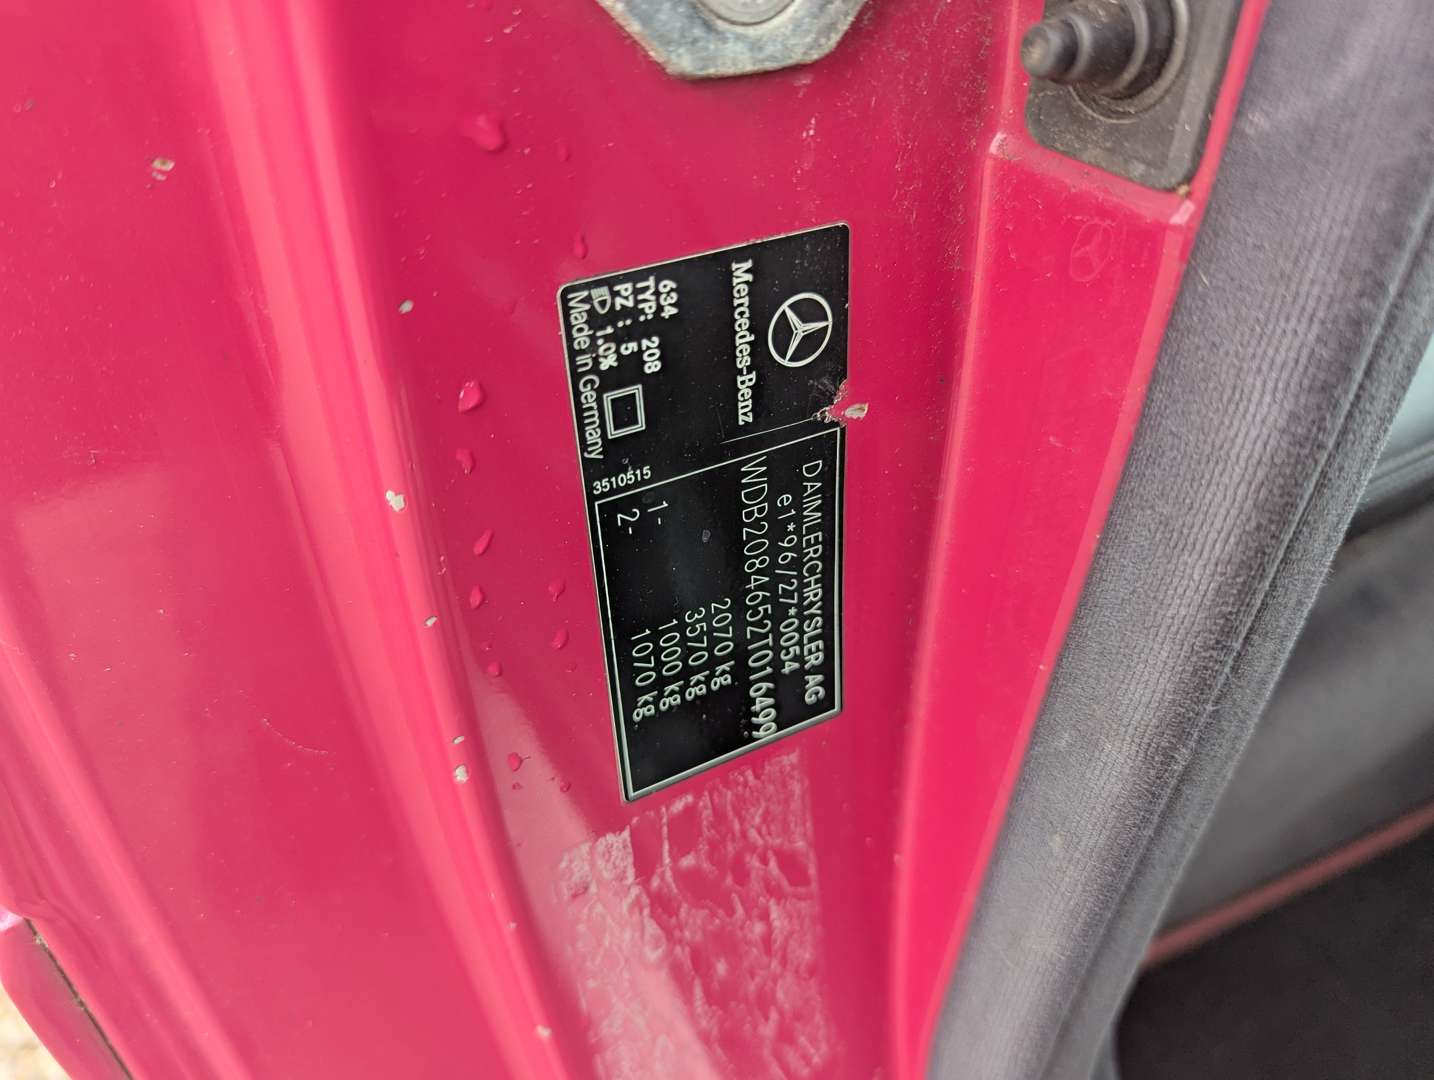 Mercedes-Benz
634
TYP: 208
PZ : 5
1.0%
Made in Germany
3510515
DAIMLERCHRYSLER AG
e1*96/27*0054
WDB2084652T016499
2070 kg
3570 kg
1- 1000 kg
2- 1070 kg